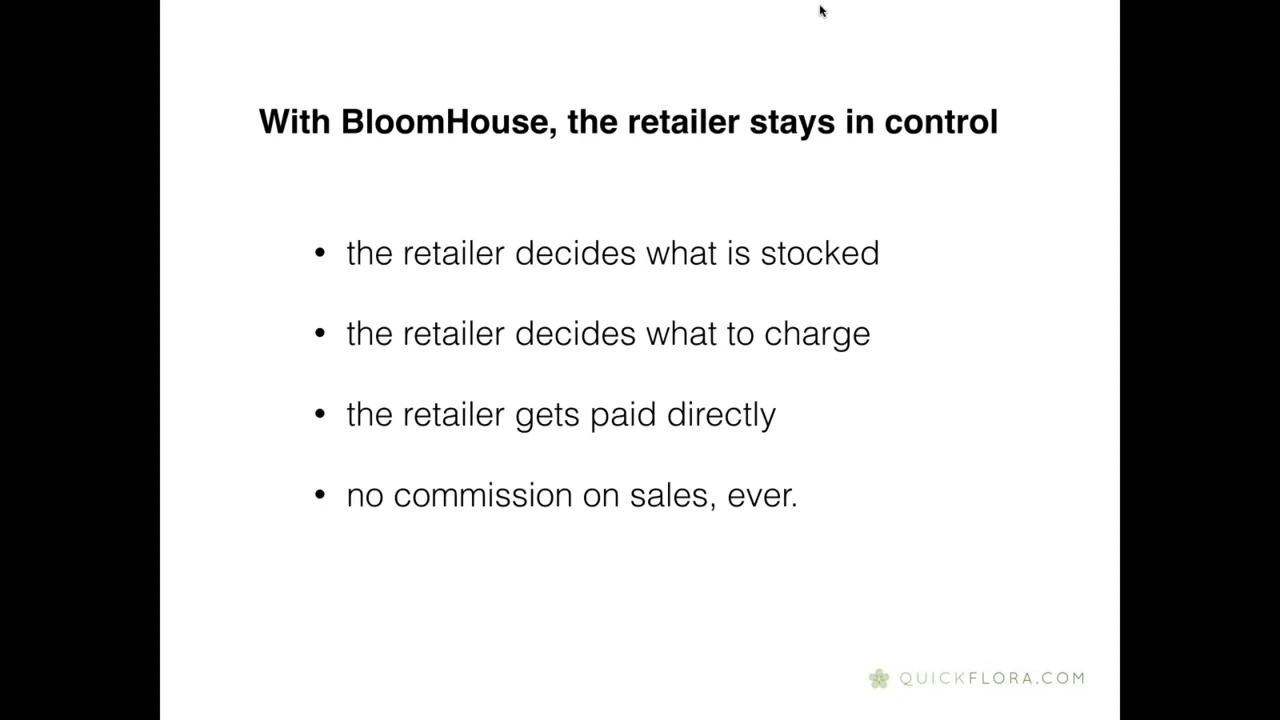 With BloomHouse, the retailer stays in control
• the retailer decides what is stocked
• the retailer decides what to charge
• the retailer gets paid directly
• no commission on sales, ever.
QUICKFLORA.COM